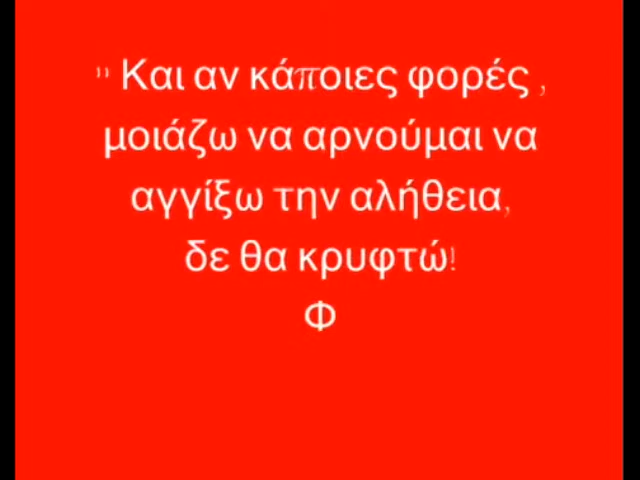 " Και αν κάποιες φορές ,
μοιάζω να αρνούμαι να
αγγίξω την αλήθεια,
δε θα κρυφτώ!
Φ